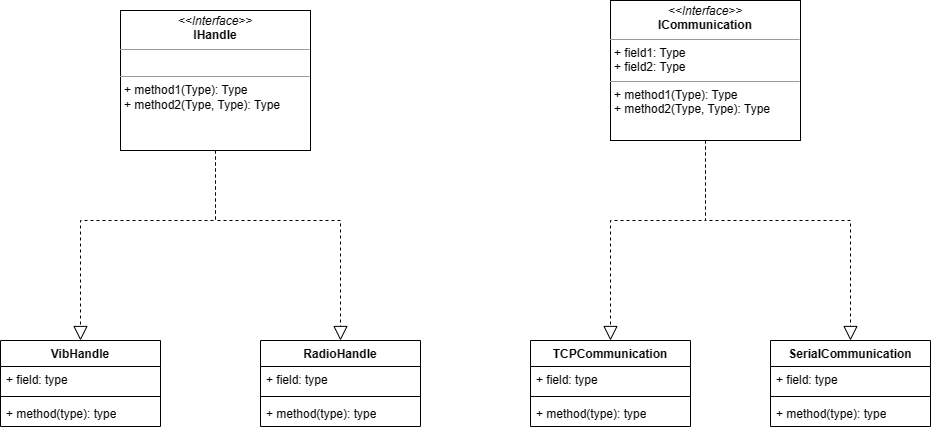 <<Interface>>
IHandle
+ method1(Type): Type
+ method2(Type, Type): Type
<<Interface>>
ICommunication
+ field1: Type
+ field2: Type
+ method1(Type): Type
+ method2(Type, Type): Type
VibHandle
+ field: type
+ method(type): type
RadioHandle
+ field: type
+ method(type): type
TCPCommunication
+ field: type
+ method(type): type
SerialCommunication
+ field: type
+ method(type): type